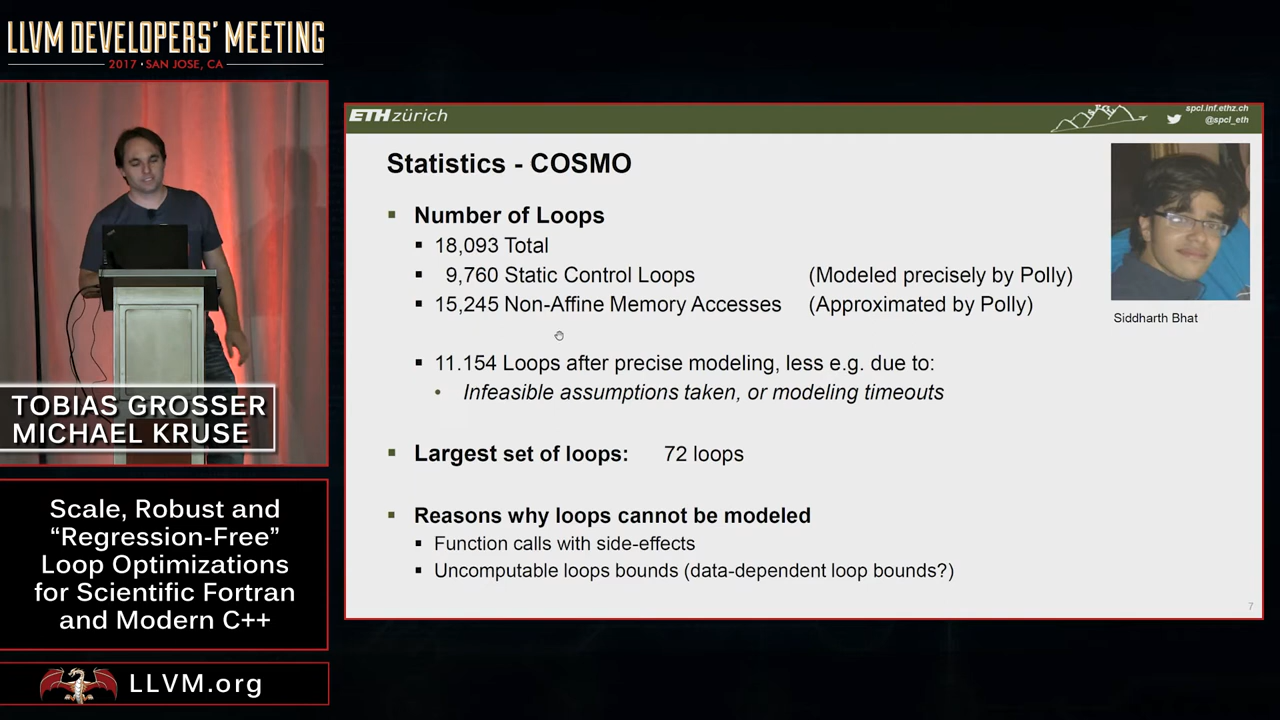 LLVM DEVELOPERS' MEETING
2017 • SAN JOSE, CA
TOBIAS GROSSER
MICHAEL KRUSE
Scale, Robust and
“Regression-Free”
Loop Optimizations
for Scientific Fortran
and Modern C++
LLVM.org
ETH zürich
spcl.inf.ethz.ch
@spcl_eth
Statistics - COSMO
Number of Loops
18,093 Total
9,760 Static Control Loops (Modeled precisely by Polly)
15,245 Non-Affine Memory Accesses (Approximated by Polly)
11.154 Loops after precise modeling, less e.g. due to:
Infeasible assumptions taken, or modeling timeouts
Largest set of loops: 72 loops
Reasons why loops cannot be modeled
Function calls with side-effects
Uncomputable loops bounds (data-dependent loop bounds?)
Siddharth Bhat
7